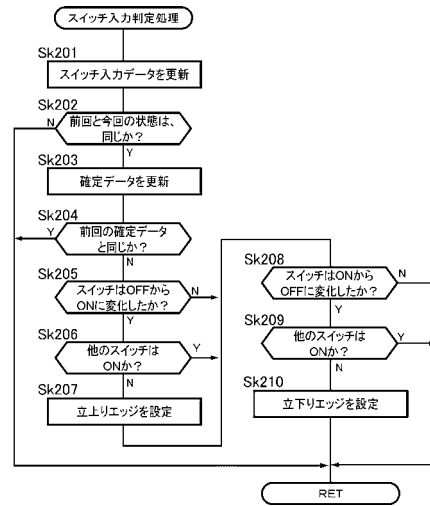 スイッチ入力判定処理
Sk201
スイッチ入力データを更新
Sk202
前回と今回の状態は、
同じか?
N
Y
Sk203
確定データを更新
Sk204
前回の確定データ
と同じか?
Y
N
Sk205
スイッチはOFFから
ONに変化したか?
N
Y
Sk206
他のスイッチは
ONか?
Y
N
Sk207
立上りエッジを設定
Sk208
スイッチはONから
OFFに変化したか?
N
Y
Sk209
他のスイッチは
ONか?
Y
N
Sk210
立下りエッジを設定
RET